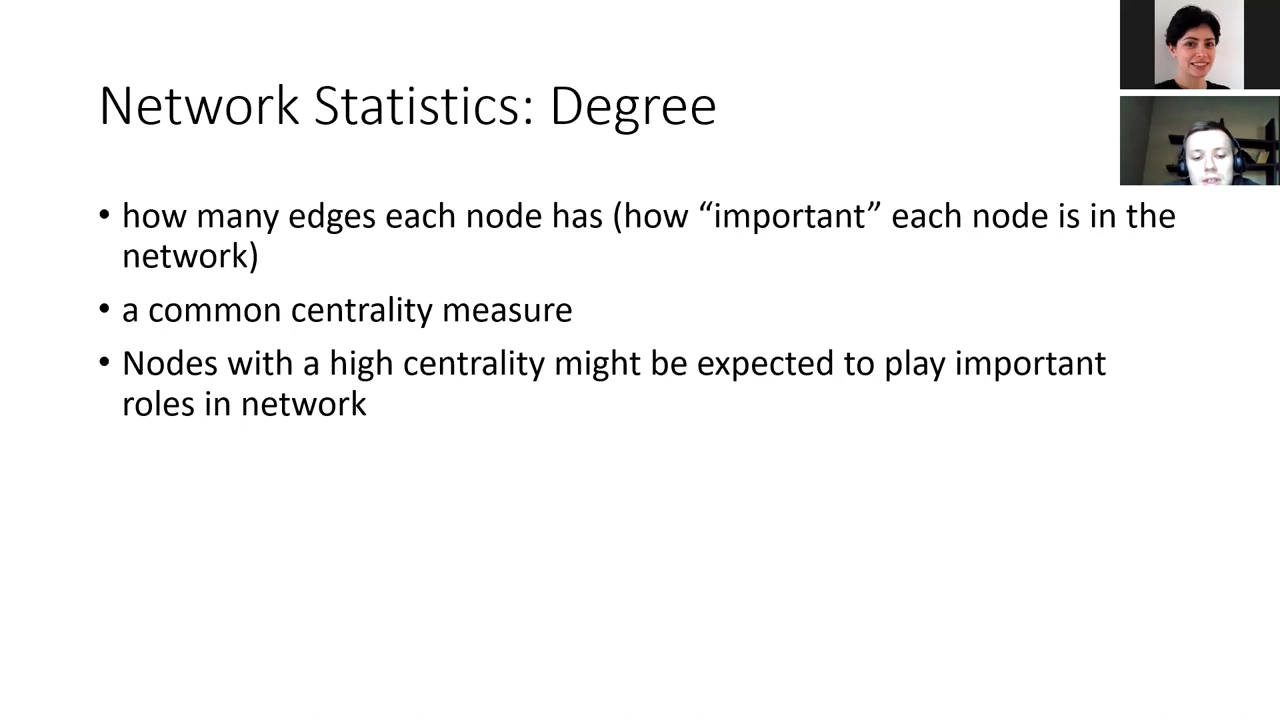 Network Statistics: Degree
• how many edges each node has (how “important” each node is in the
network)
• a common centrality measure
• Nodes with a high centrality might be expected to play important
roles in network